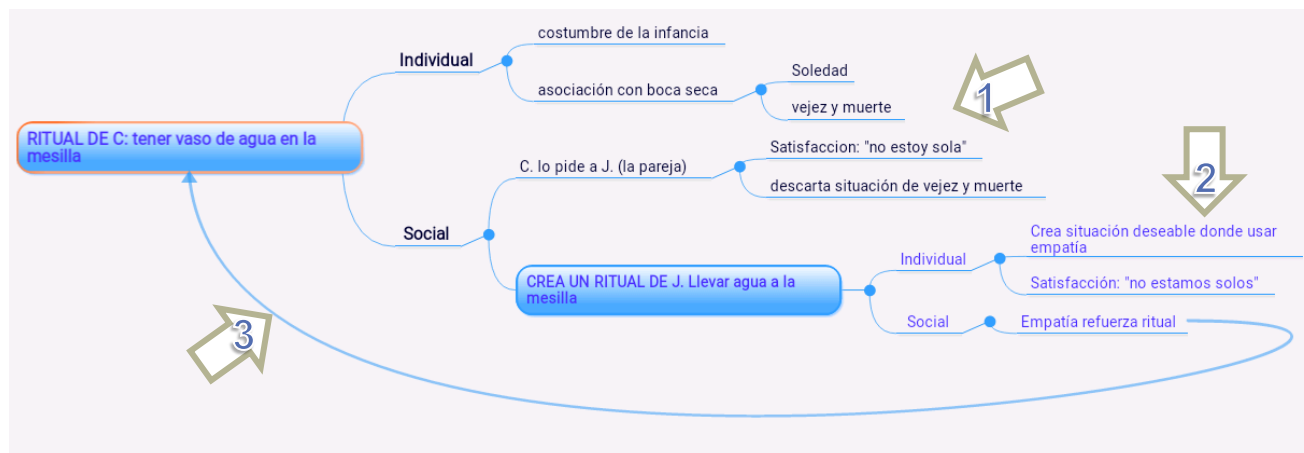 costumbre de la infancia
Individual
asociación con boca seca
Soledad
vejez y muerte
1
RITUAL DE C: tener vaso de agua en la
mesilla
C. lo pide a J. (la pareja)
Satisfaccion: "no estoy sola"
descarta situación de vejez y muerte
2
Social
CREA UN RITUAL DE J. Llevar agua a la
mesilla
Individual
Crea situación deseable donde usar
empatía
Satisfacción: "no estamos solos"
Social
Empatía refuerza ritual
3